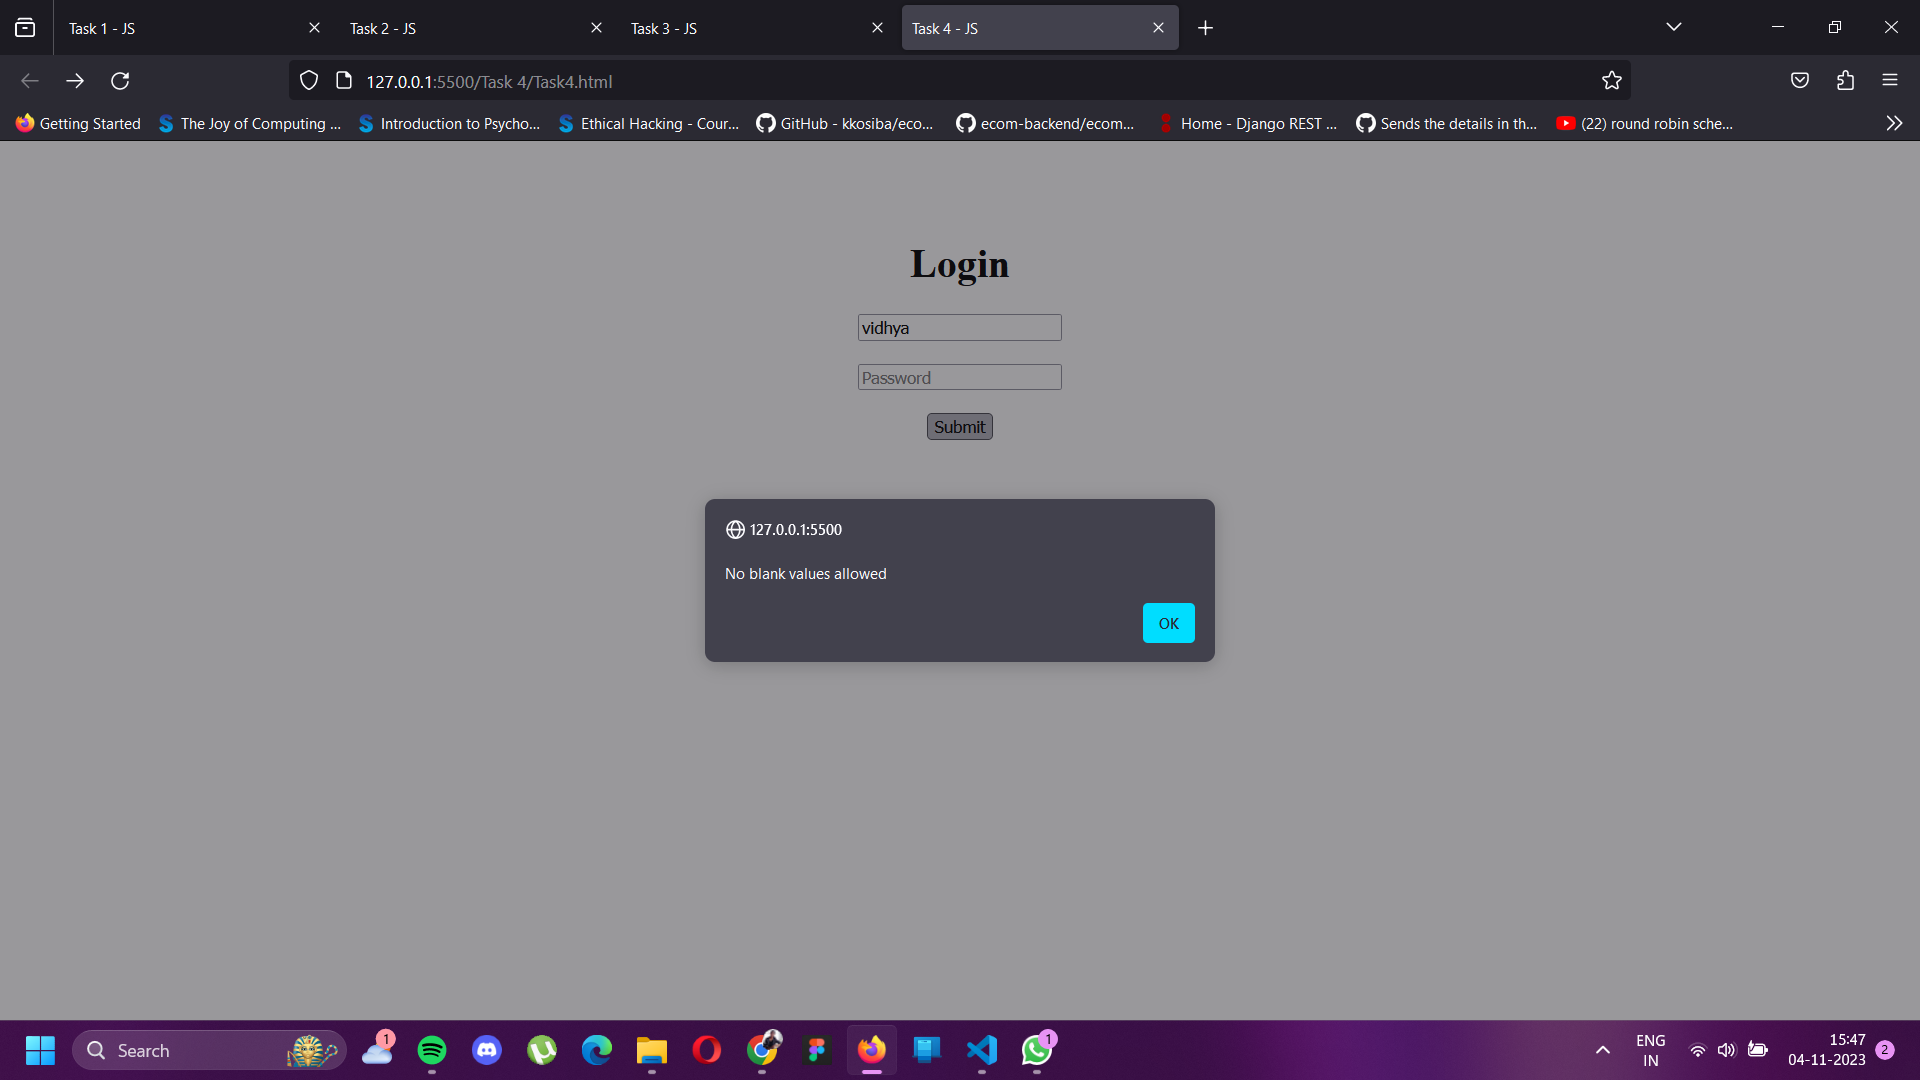 Task 1 - JS
Task 2 - JS
Task 3 - JS
Task 4 - JS
127.0.0.1:5500/Task 4/Task4.html
Getting Started
The Joy of Computing ...
Introduction to Psycho...
Ethical Hacking - Cour...
GitHub - kkosiba/eco...
ecom-backend/ecom...
Home - Django REST ...
Sends the details in th...
(22) round robin sche...
Login
vidhya
Password
Submit
127.0.0.1:5500
No blank values allowed
OK
Search
1
1
ENG
IN
15:47
04-11-2023
2